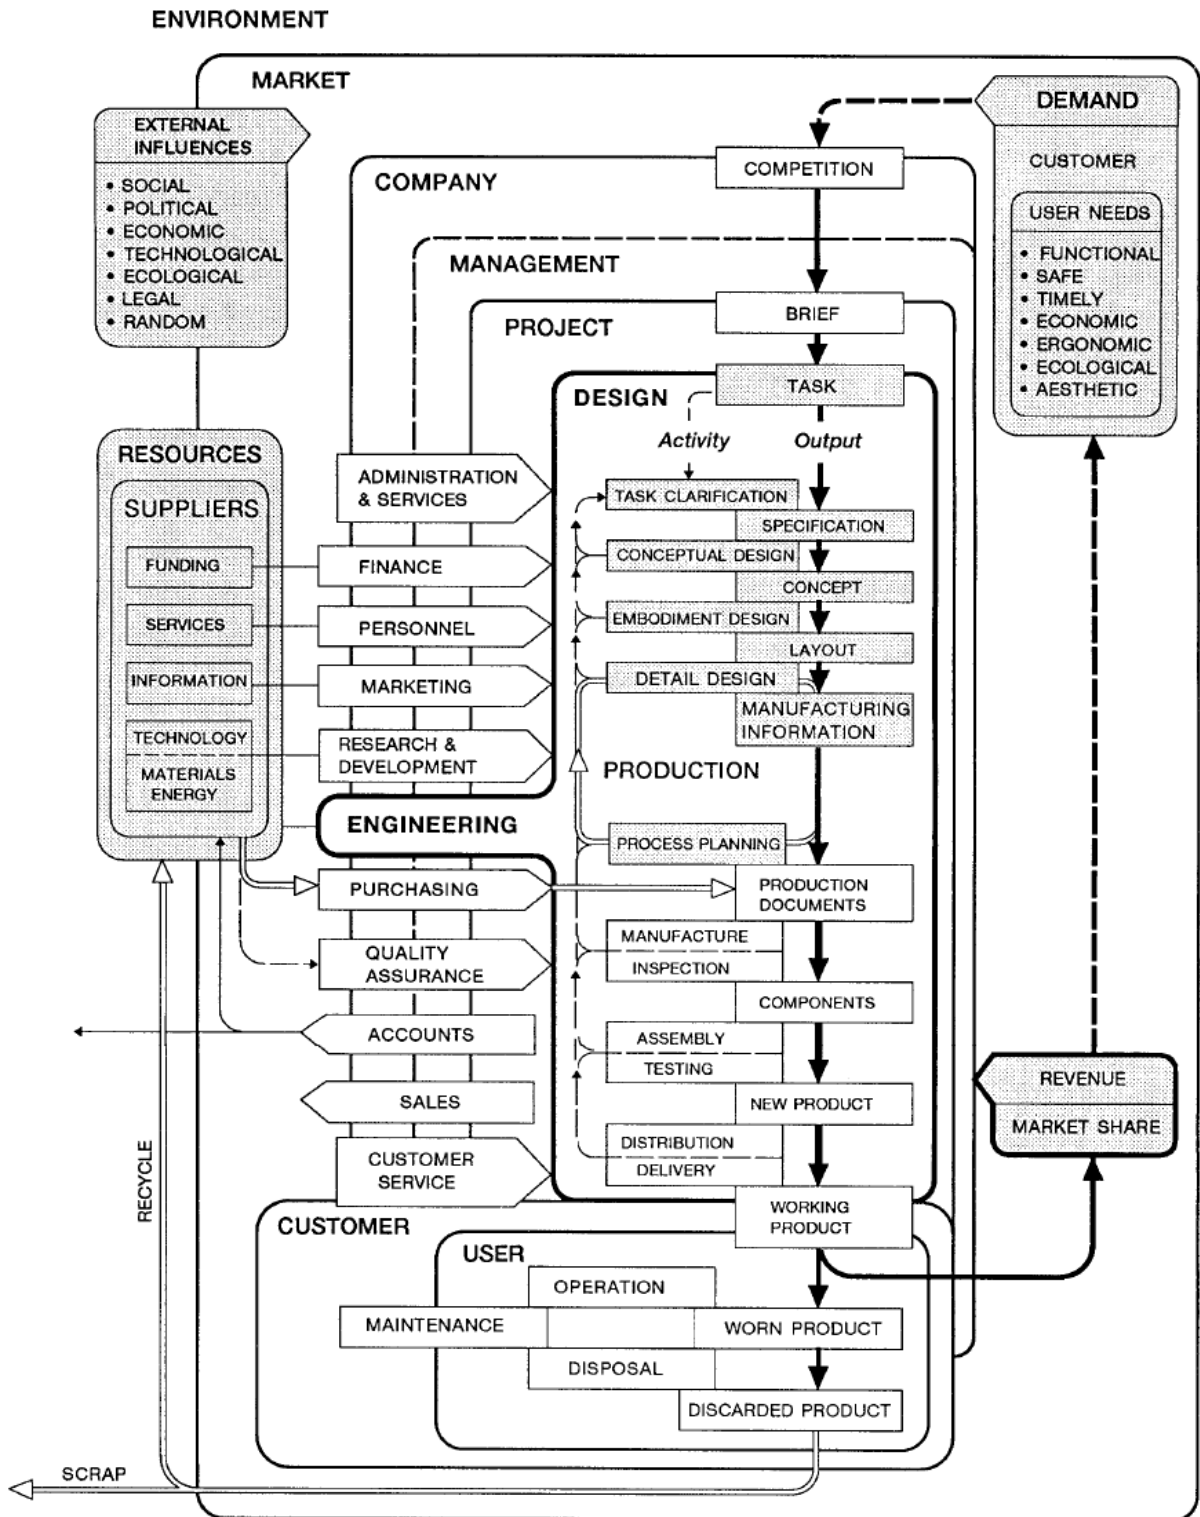 ENVIRONMENT
MARKET
EXTERNAL
INFLUENCES
• SOCIAL
• POLITICAL
• ECONOMIC
• TECHNOLOGICAL
• ECOLOGICAL
• LEGAL
• RANDOM
DEMAND
CUSTOMER
USER NEEDS
• FUNCTIONAL
• SAFE
• TIMELY
• ECONOMIC
• ERGONOMIC
• ECOLOGICAL
• AESTHETIC
COMPETITION
COMPANY
MANAGEMENT
BRIEF
PROJECT
TASK
DESIGN
Activity
Output
RESOURCES
SUPPLIERS
FUNDING
SERVICES
INFORMATION
TECHNOLOGY
MATERIALS
ENERGY
ADMINISTRATION
& SERVICES
FINANCE
PERSONNEL
MARKETING
RESEARCH &
DEVELOPMENT
ENGINEERING
PURCHASING
QUALITY
ASSURANCE
ACCOUNTS
SALES
CUSTOMER
SERVICE
TASK CLARIFICATION
SPECIFICATION
CONCEPTUAL DESIGN
CONCEPT
EMBODIMENT DESIGN
LAYOUT
DETAIL DESIGN
MANUFACTURING
INFORMATION
PRODUCTION
PROCESS PLANNING
PRODUCTION
DOCUMENTS
MANUFACTURE
INSPECTION
COMPONENTS
ASSEMBLY
TESTING
NEW PRODUCT
DISTRIBUTION
DELIVERY
WORKING
PRODUCT
REVENUE
MARKET SHARE
CUSTOMER
USER
OPERATION
MAINTENANCE
WORN PRODUCT
DISPOSAL
DISCARDED PRODUCT
RECYCLE
SCRAP